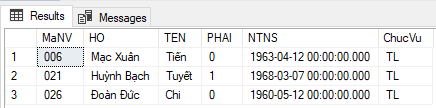 Results Messages
MaNV HO TEN PHAI NTNS ChucVu
1 006 Mạc Xuân Tiến 0 1963-04-12 00:00:00.000 TL
2 021 Huỳnh Bạch Tuyết 1 1968-03-07 00:00:00.000 TL
3 026 Đoàn Đức Chi 0 1960-05-12 00:00:00.000 TL